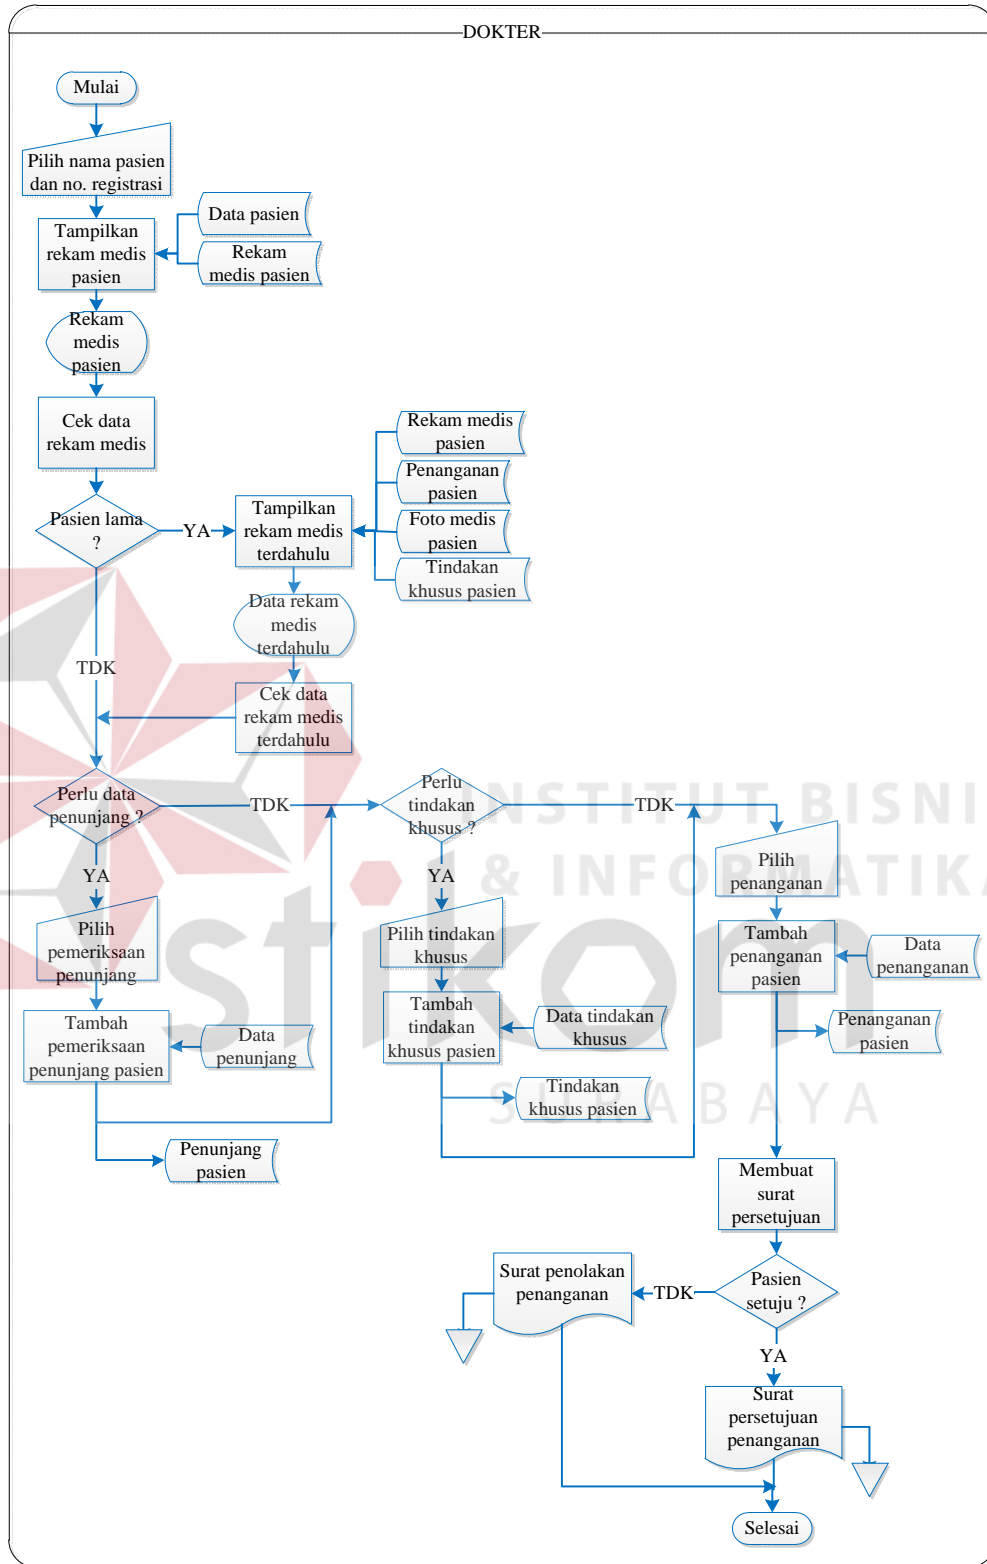 DOKTER
Mulai
Pilih nama pasien
dan no. registrasi
Data pasien
Tampilkan
rekam medis
pasien
Rekam
medis pasien
Rekam
medis
pasien
Cek data
rekam medis
Rekam medis
pasien
Penanganan
pasien
Pasien lama
?
YA
Tampilkan
rekam medis
terdahulu
Foto medis
pasien
Tindakan
khusus pasien
Data rekam
medis
terdahulu
TDK
Cek data
rekam medis
terdahulu
Perlu data
penunjang ?
TDK
Perlu
tindakan
khusus ?
TDK
INSTITUT BISNI
& INFORMATIKA
stikom
SURABAYA
YA
YA
Pilih
penanganan
Pilih
pemeriksaan
penunjang
Pilih tindakan
khusus
Tambah
penanganan
pasien
Data
penanganan
Tambah
pemeriksaan
penunjang pasien
Data
penunjang
Tambah
tindakan
khusus pasien
Data tindakan
khusus
Penanganan
pasien
Tindakan
khusus pasien
Penunjang
pasien
Membuat
surat
persetujuan
Surat penolakan
penanganan
TDK
Pasien
setuju ?
YA
Surat
persetujuan
penanganan
Selesai